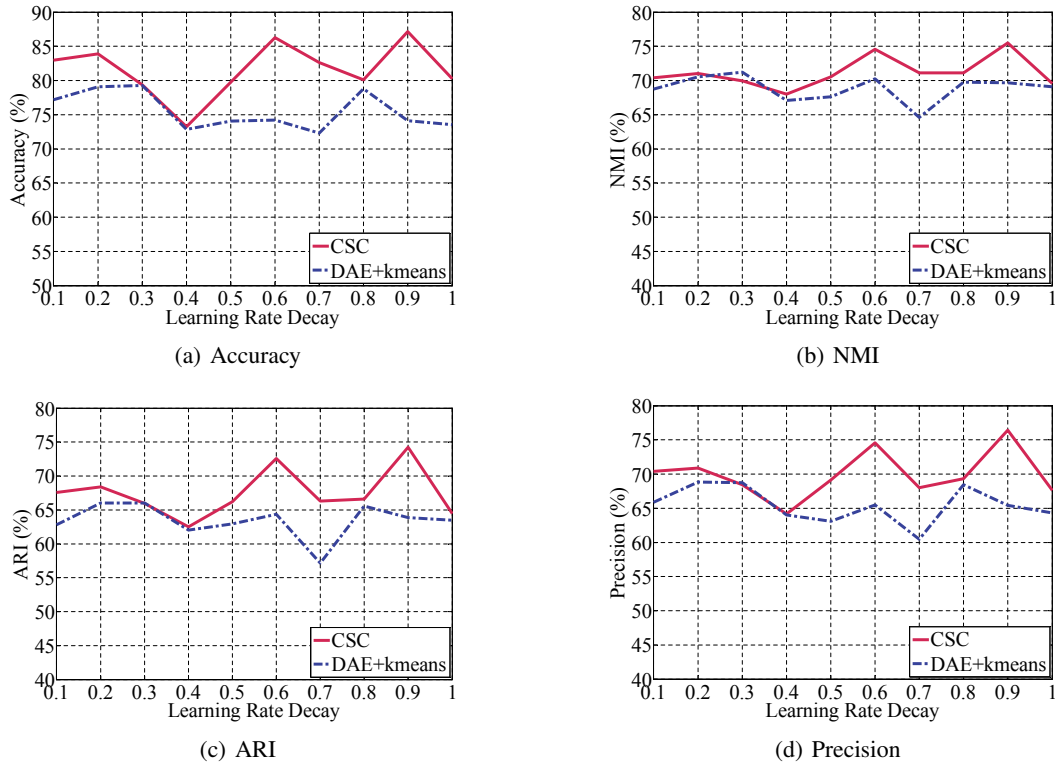 90
85
80
75
70
65
60
55
50
Accuracy (%)
CSC
DAE+kmeans
0.1 0.2 0.3 0.4 0.5 0.6 0.7 0.8 0.9 1
Learning Rate Decay
(a) Accuracy
80
75
70
65
60
55
50
45
40
NMI (%)
CSC
DAE+kmeans
0.1 0.2 0.3 0.4 0.5 0.6 0.7 0.8 0.9 1
Learning Rate Decay
(b) NMI
80
75
70
65
60
55
50
45
40
ARI (%)
CSC
DAE+kmeans
0.1 0.2 0.3 0.4 0.5 0.6 0.7 0.8 0.9 1
Learning Rate Decay
(c) ARI
80
75
70
65
60
55
50
45
40
Precision (%)
CSC
DAE+kmeans
0.1 0.2 0.3 0.4 0.5 0.6 0.7 0.8 0.9 1
Learning Rate Decay
(d) Precision